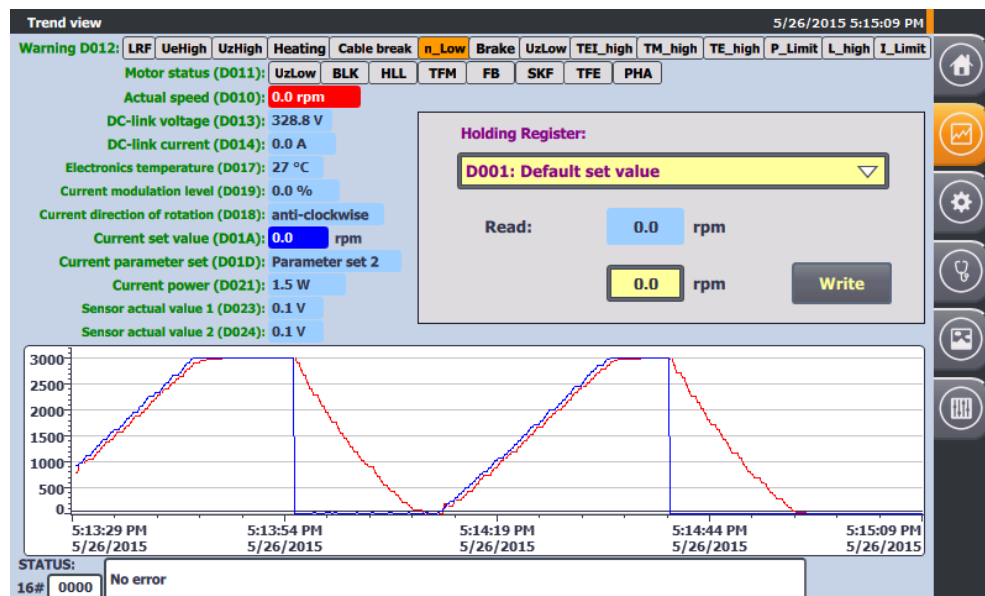 Trend view 5/26/2015 5:15:09 PM
Warning D012: LRF UeHigh UzHigh Heating Cable break n_Low Brake UzLow TEI_high TM_high TE_high P_Limit L_high I_Limit
Motor status (D011): UzLow BLK HLL TFM FB SKF TFE PHA
Actual speed (D010): 0.0 rpm
DC-link voltage (D013): 328.8 V
DC-link current (D014): 0.0 A
Electronics temperature (D017): 27 °C
Current modulation level (D019): 0.0 %
Current direction of rotation (D018): anti-clockwise
Current set value (D01A): 0.0 rpm
Current parameter set (D01D): Parameter set 2
Current power (D021): 1.5 W
Sensor actual value 1 (D023): 0.1 V
Sensor actual value 2 (D024): 0.1 V
Holding Register:
D001: Default set value
Read: 0.0 rpm
0.0 rpm Write
3000
2500
2000
1500
1000
500
0
5:13:29 PM 5:13:54 PM 5:14:19 PM 5:14:44 PM 5:15:09 PM
5/26/2015 5/26/2015 5/26/2015 5/26/2015 5/26/2015
STATUS:
16# 0000 No error